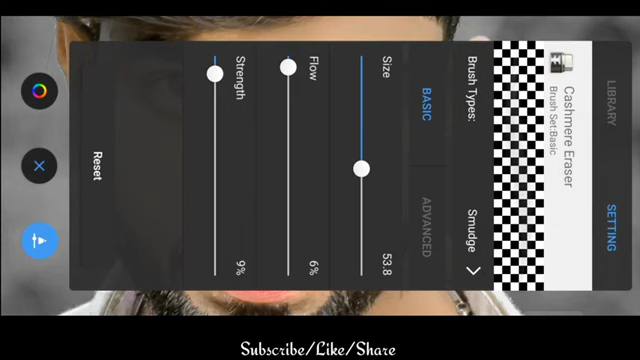 LIBRARY
SETTING
Cashmere Eraser
Brush Set:Basic
Brush Types:
Smudge
BASIC
ADVANCED
Size
53.8
Flow
6%
Strength
9%
Reset
Subscribe/Like/Share